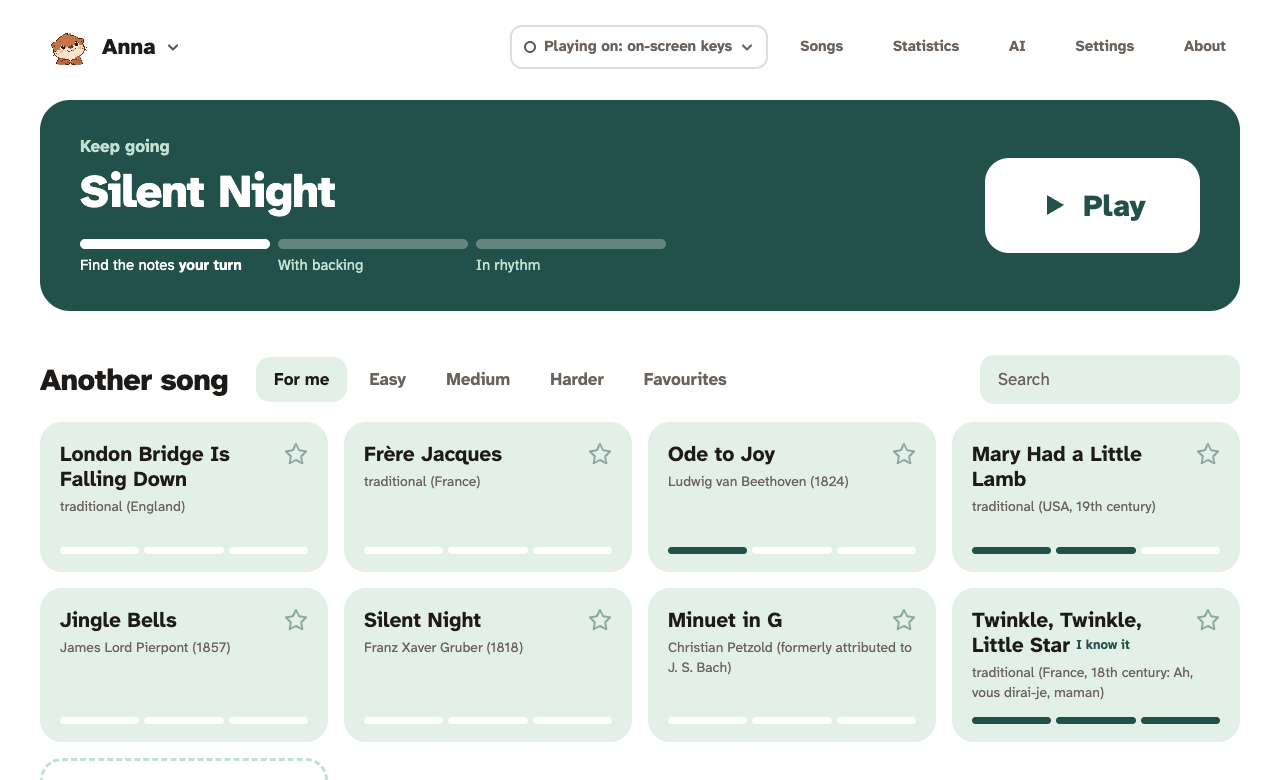 Anna
Playing on: on-screen keys
Songs
Statistics
AI
Settings
About
Keep going
Silent Night
Play
Find the notes your turn
With backing
In rhythm
Another song
For me
Easy
Medium
Harder
Favourites
Search
London Bridge Is
Falling Down
traditional (England)
Frère Jacques
traditional (France)
Ode to Joy
Ludwig van Beethoven (1824)
Mary Had a Little
Lamb
traditional (USA, 19th century)
Jingle Bells
James Lord Pierpont (1857)
Silent Night
Franz Xaver Gruber (1818)
Minuet in G
Christian Petzold (formerly attributed to
J. S. Bach)
Twinkle, Twinkle,
Little Star I know it
traditional (France, 18th century: Ah,
vous dirai-je, maman)